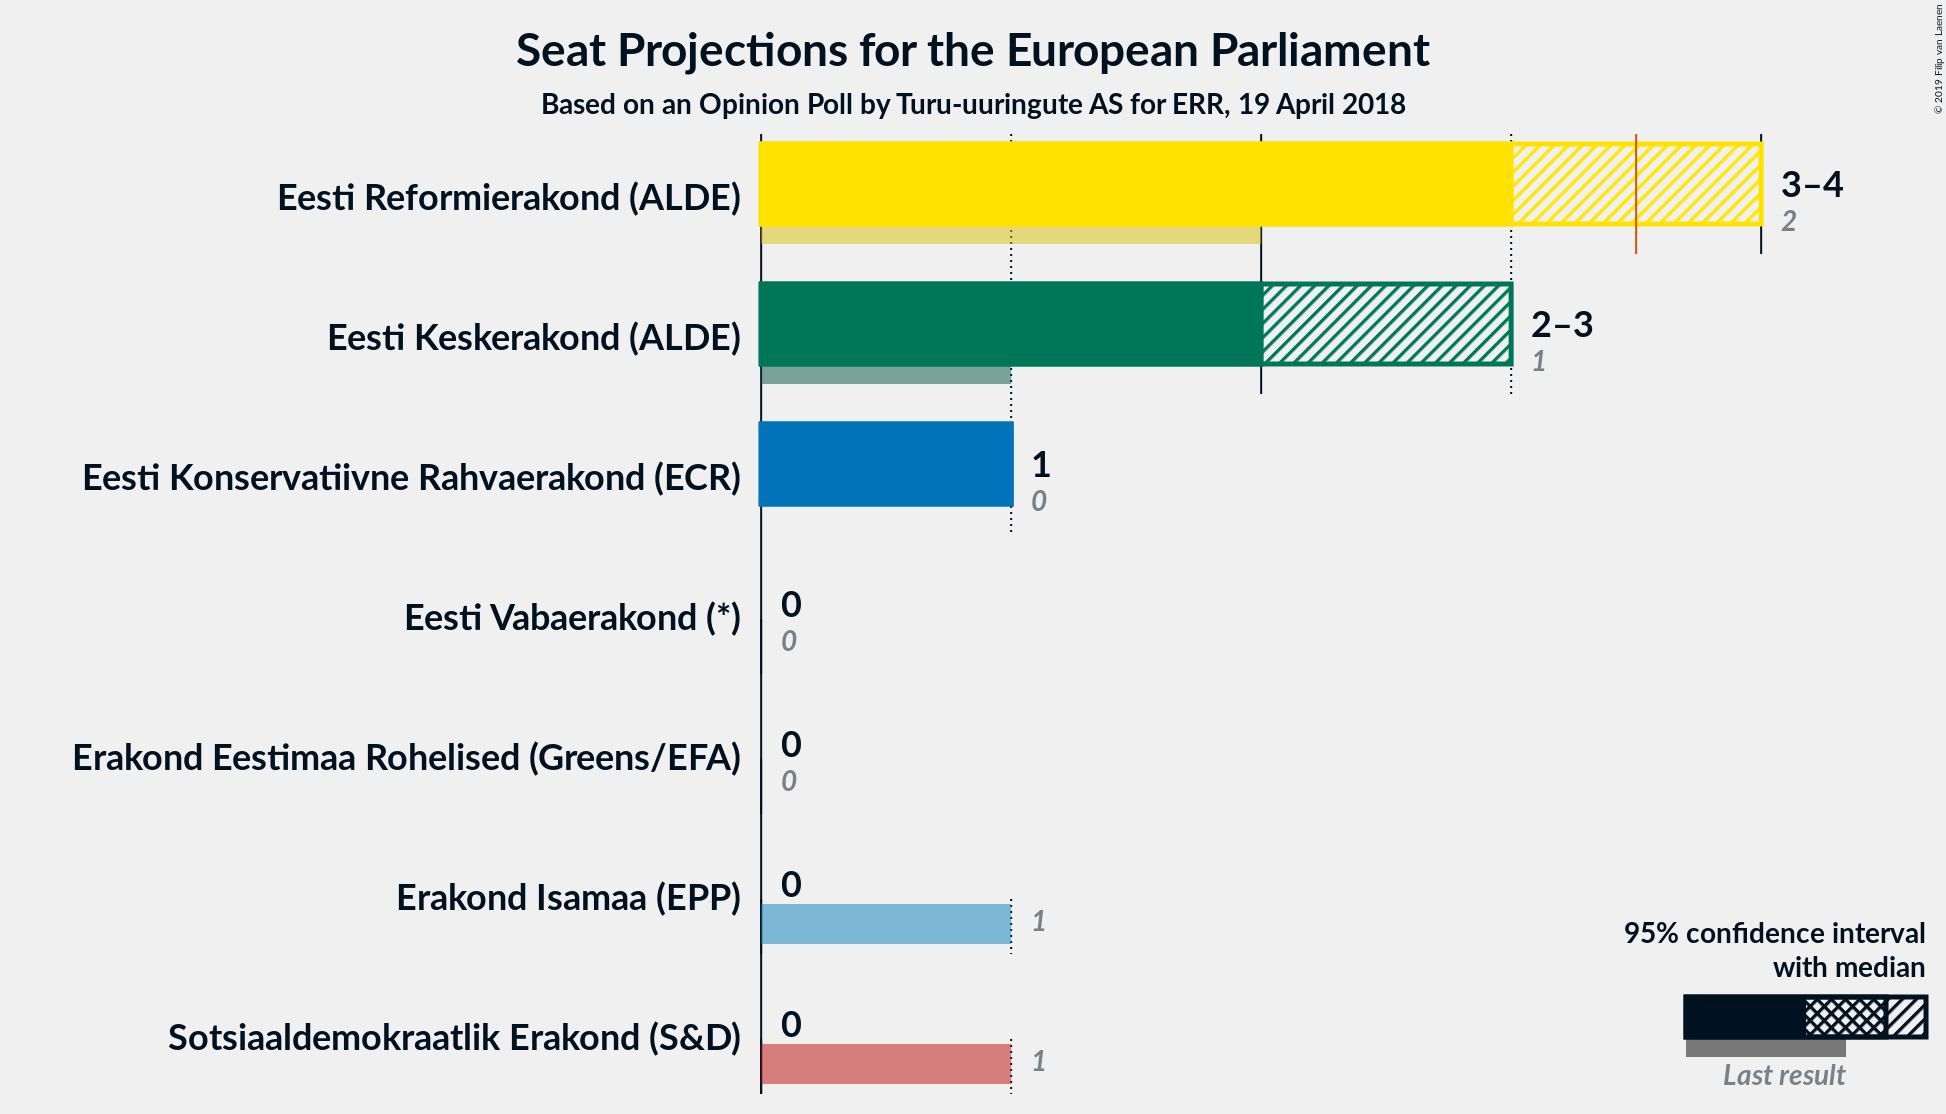 Seat Projections for the European Parliament
Based on an Opinion Poll by Turu-uuringute AS for ERR, 19 April 2018
© 2019 Filip van Laenen
Eesti Reformierakond (ALDE)
3–4
2
Eesti Keskerakond (ALDE)
2–3
1
Eesti Konservatiivne Rahvaerakond (ECR)
1
0
Eesti Vabaerakond (*)
0
0
Erakond Eestimaa Rohelised (Greens/EFA)
0
0
Erakond Isamaa (EPP)
0
1
Sotsiaaldemokraatlik Erakond (S&D)
0
1
95% confidence interval
with median
Last result